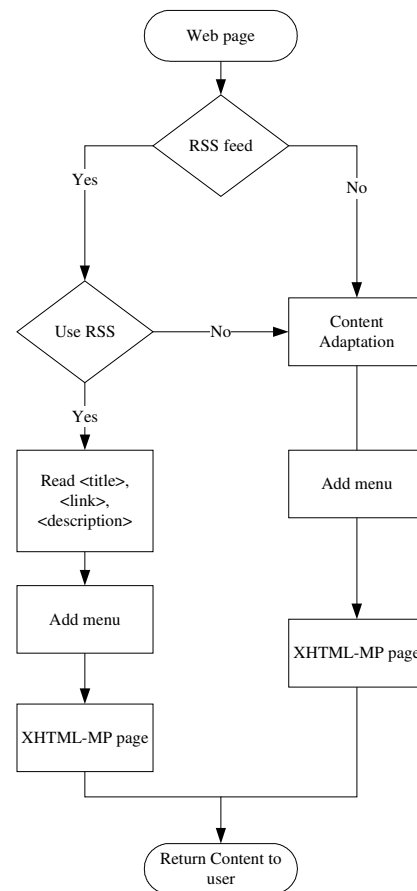 Web page
RSS feed
Yes
No
Use RSS
No
Content
Adaptation
Yes
Read <title>,
<link>,
<description>
Add menu
Add menu
XHTML-MP page
XHTML-MP page
Return Content to
user